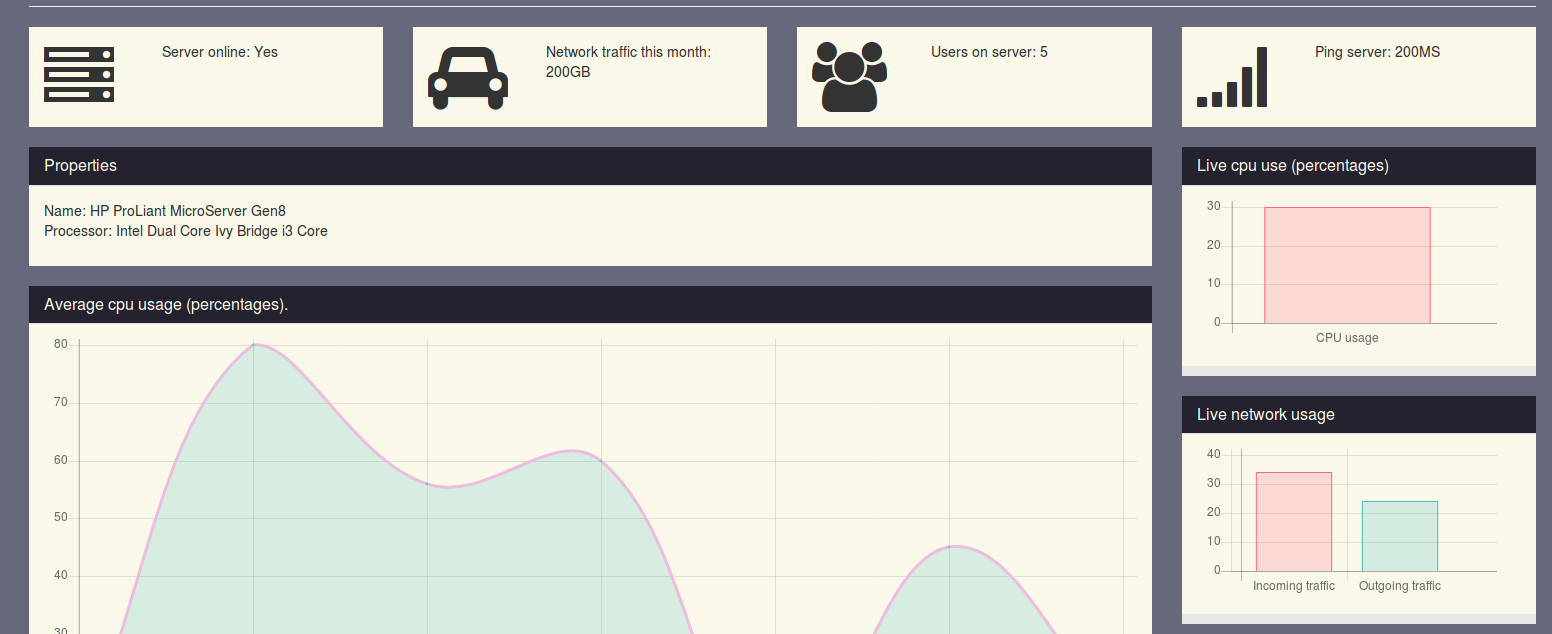 Server online: Yes
Network traffic this month:
200GB
Users on server: 5
Ping server: 200MS
Properties
Name: HP ProLiant MicroServer Gen8
Processor: Intel Dual Core Ivy Bridge i3 Core
Live cpu use (percentages)
30
20
10
0
CPU usage
Average cpu usage (percentages).
80
70
60
50
40
30
Live network usage
40
30
20
10
0
Incoming traffic
Outgoing traffic